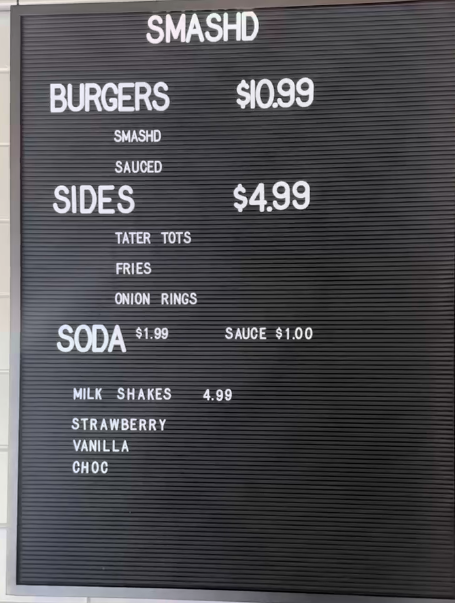 SMASHD
BURGERS $10.99
SMASHD
SAUCED
SIDES $4.99
TATER TOTS
FRIES
ONION RINGS
SODA $1.99 SAUCE $1.00
MILK SHAKES 4.99
STRAWBERRY
VANILLA
CHOC